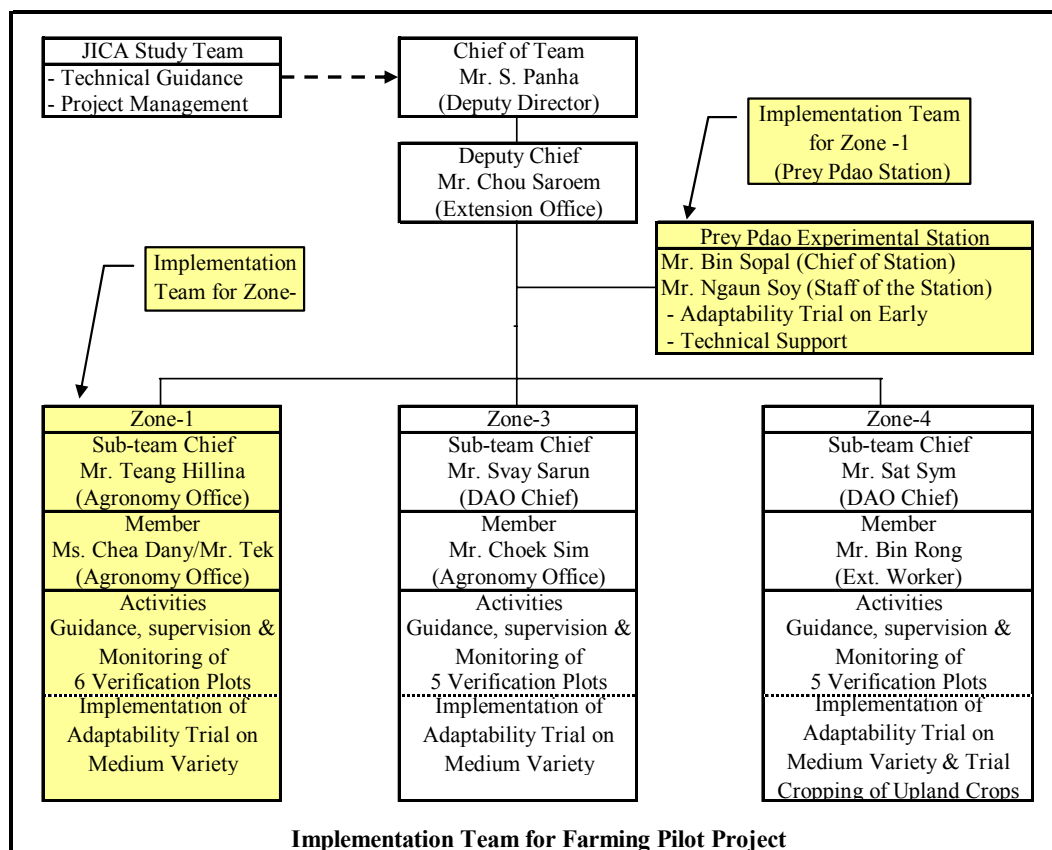 JICA Study Team
- Technical Guidance
- Project Management
Chief of Team
Mr. S. Panha
(Deputy Director)
Implementation Team
for Zone -1
(Prey Pdao Station)
Deputy Chief
Mr. Chou Saroem
(Extension Office)
Prey Pdao Experimental Station
Mr. Bin Sopal (Chief of Station)
Mr. Ngaun Soy (Staff of the Station)
- Adaptability Trial on Early
- Technical Support
Implementation
Team for Zone-
Zone-1
Sub-team Chief
Mr. Teang Hillina
(Agronomy Office)
Member
Ms. Chea Dany/Mr. Tek
(Agronomy Office)
Activities
Guidance, supervision &
Monitoring of
6 Verification Plots
Implementation of
Adaptability Trial on
Medium Variety
Zone-3
Sub-team Chief
Mr. Svay Sarun
(DAO Chief)
Member
Mr. Choek Sim
(Agronomy Office)
Activities
Guidance, supervision &
Monitoring of
5 Verification Plots
Implementation of
Adaptability Trial on
Medium Variety
Zone-4
Sub-team Chief
Mr. Sat Sym
(DAO Chief)
Member
Mr. Bin Rong
(Ext. Worker)
Activities
Guidance, supervision &
Monitoring of
5 Verification Plots
Implementation of
Adaptability Trial on
Medium Variety & Trial
Cropping of Upland Crops
Implementation Team for Farming Pilot Project